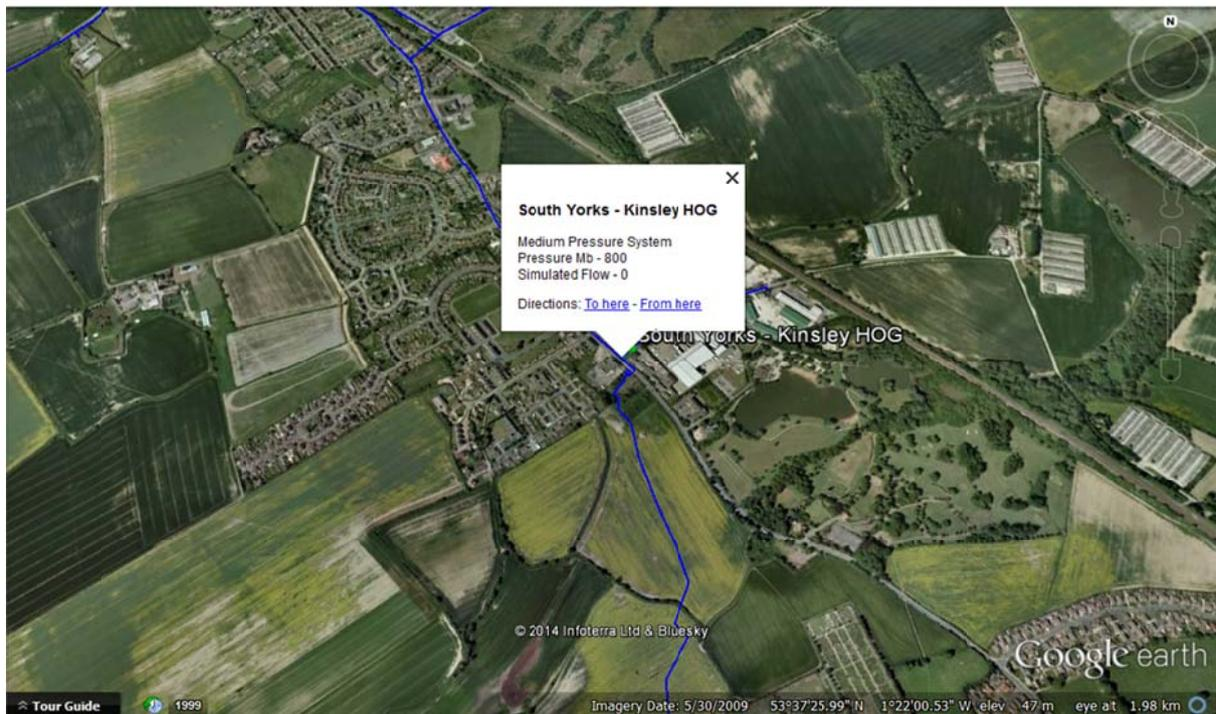 N
South Yorks - Kinsley HOG
Medium Pressure System
Pressure Mb - 800
Simulated Flow - 0
Directions: To here - From here
South Yorks - Kinsley HOG
© 2014 Infoterra Ltd & Bluesky
Google earth
Tour Guide
1999
Imagery Date: 5/30/2009 53°37'25.99" N 1°22'00.53" W elev 47 m eye alt 1.98 km